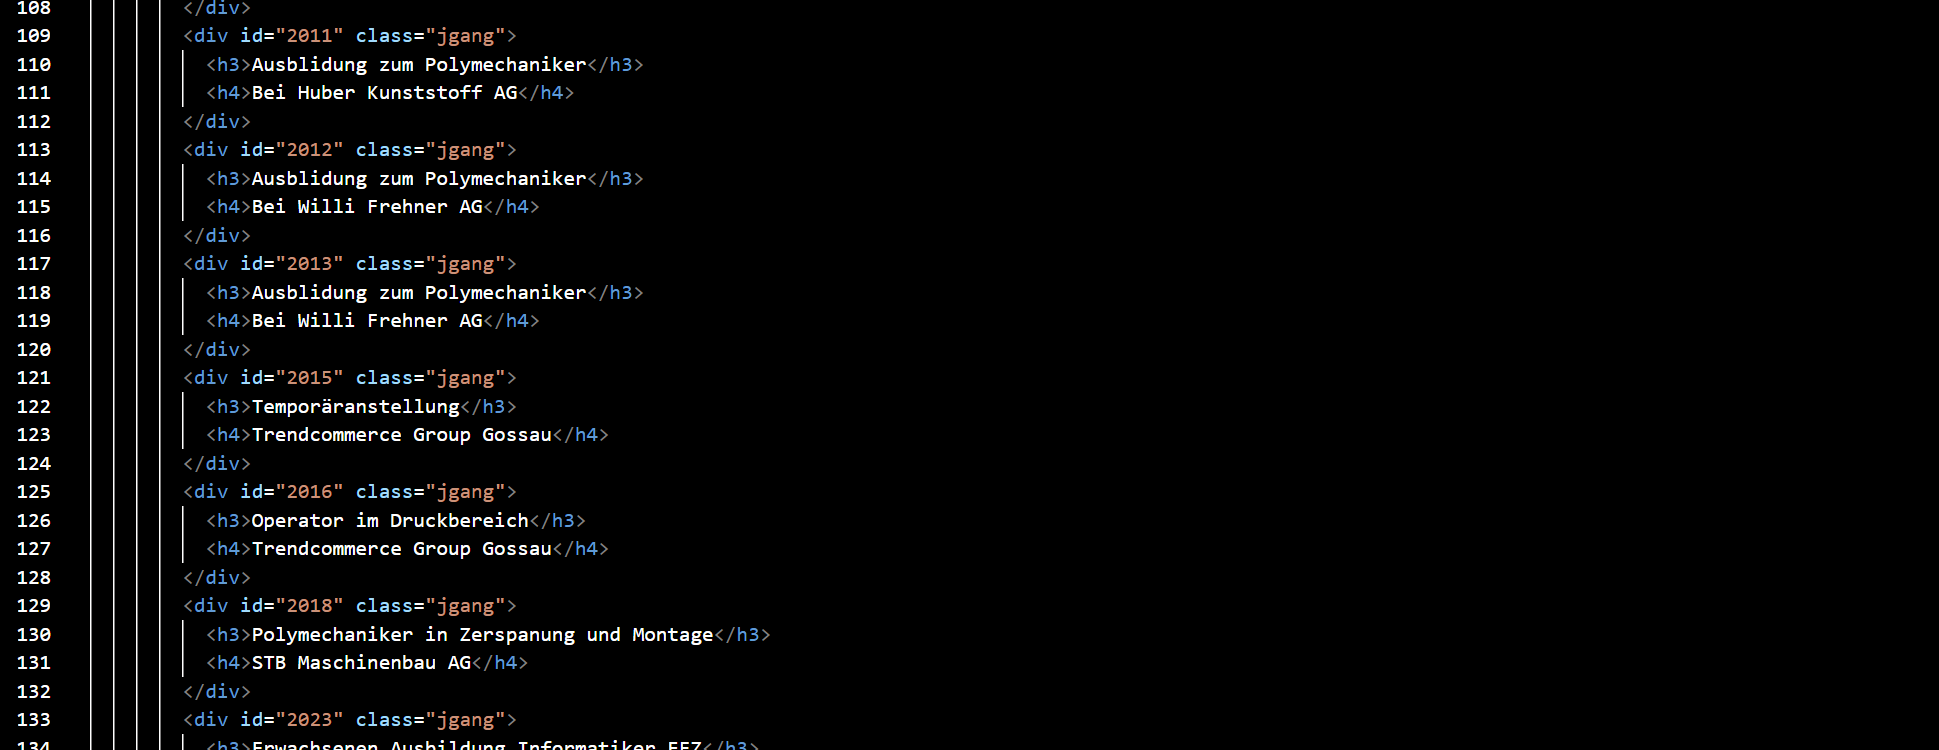 108 </div>
109 <div id="2011" class="jgang">
110 <h3>Ausblidung zum Polymechaniker</h3>
111 <h4>Bei Huber Kunststoff AG</h4>
112 </div>
113 <div id="2012" class="jgang">
114 <h3>Ausblidung zum Polymechaniker</h3>
115 <h4>Bei Willi Frehner AG</h4>
116 </div>
117 <div id="2013" class="jgang">
118 <h3>Ausblidung zum Polymechaniker</h3>
119 <h4>Bei Willi Frehner AG</h4>
120 </div>
121 <div id="2015" class="jgang">
122 <h3>Temporäranstellung</h3>
123 <h4>Trendcommerce Group Gossau</h4>
124 </div>
125 <div id="2016" class="jgang">
126 <h3>Operator im Druckbereich</h3>
127 <h4>Trendcommerce Group Gossau</h4>
128 </div>
129 <div id="2018" class="jgang">
130 <h3>Polymechaniker in Zerspanung und Montage</h3>
131 <h4>STB Maschinenbau AG</h4>
132 </div>
133 <div id="2023" class="jgang">
134 <h3>Erwachsenen Ausbildung Informatiker EFZ</h3>